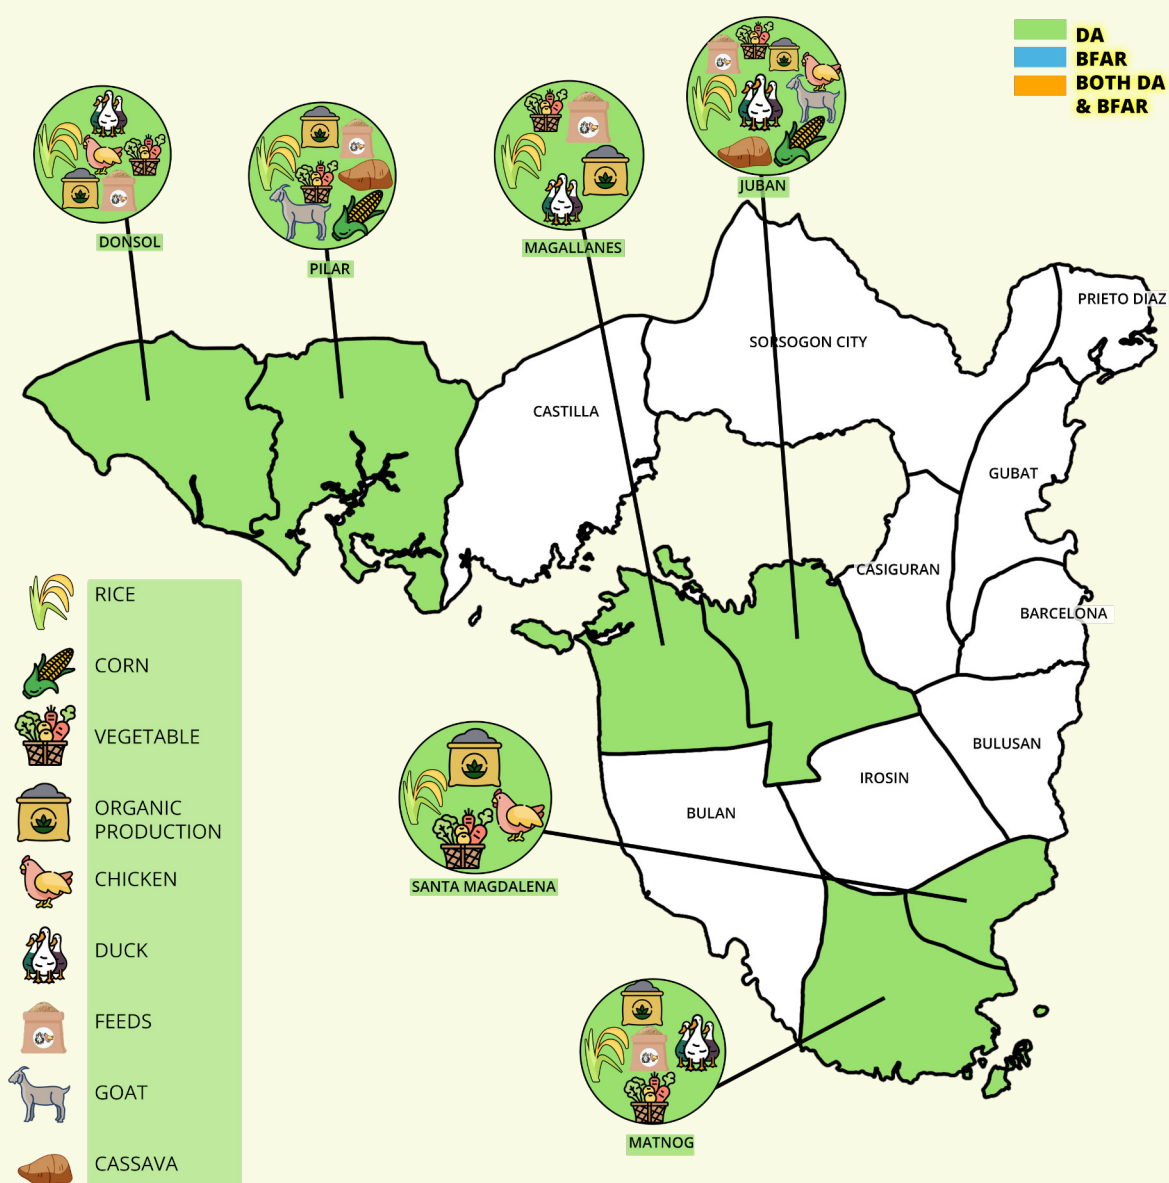 DA
BFAR
BOTH DA
& BFAR
JUBAN
DONSOL
MAGALLANES
PILAR
PRIETO DIAZ
SORSOGON CITY
CASTILLA
GUBAT
CASIGURAN
BARCELONA
BULUSAN
IROSIN
BULAN
SANTA MAGDALENA
MATNOG
RICE
CORN
VEGETABLE
ORGANIC
PRODUCTION
CHICKEN
DUCK
FEEDS
GOAT
CASSAVA